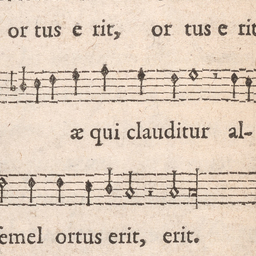 or tus e rit, or tus e rit
æ qui clauditur al-
femel ortus erit, erit.